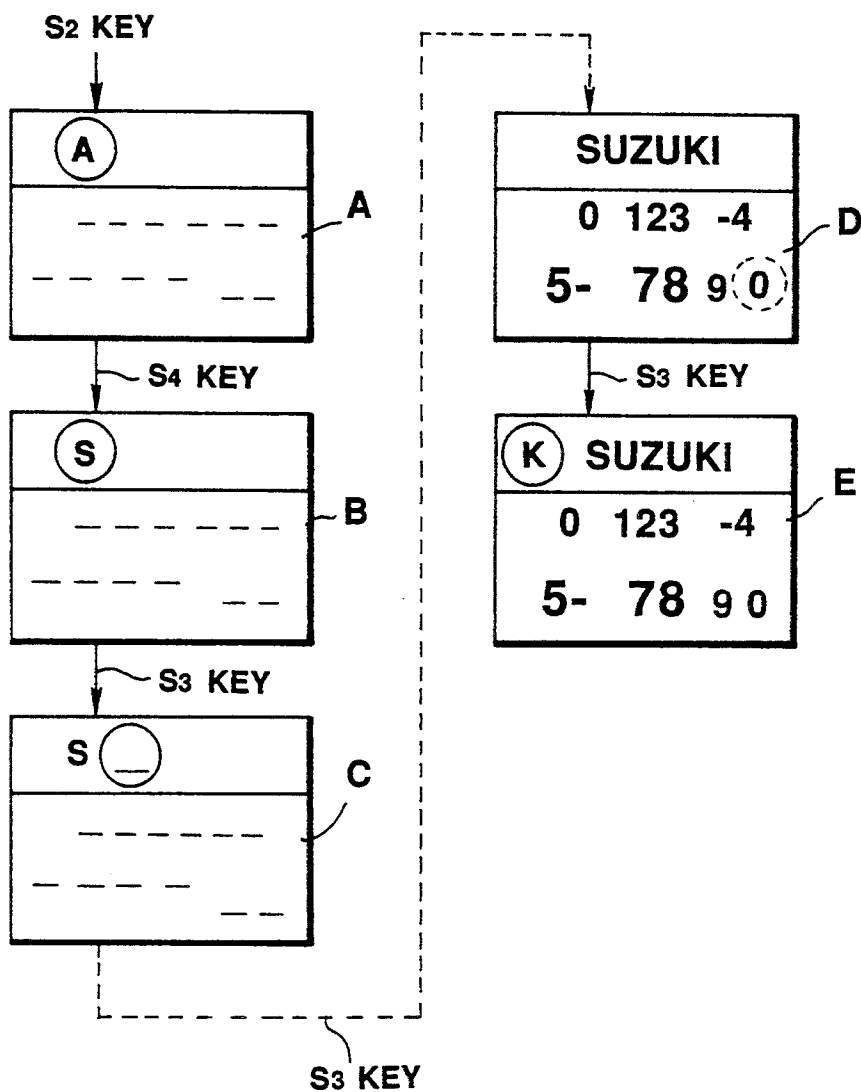 S2 KEY
A
A
S4 KEY
S
B
S3 KEY
S _
C
S3 KEY
SUZUKI
0 123 -4
5- 78 9 0
D
S3 KEY
K SUZUKI
0 123 -4
5- 78 9 0
E